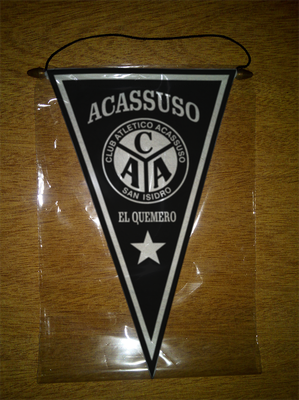 ACASSUSO
CLUB ATLETICO ACASSUSO
C
A A
SAN ISIDRO
EL QUEMERO